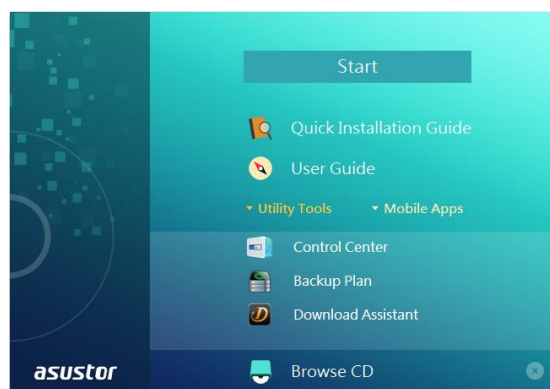 Start
Quick Installation Guide
User Guide
Utility Tools Mobile Apps
Control Center
Backup Plan
Download Assistant
asustor Browse CD